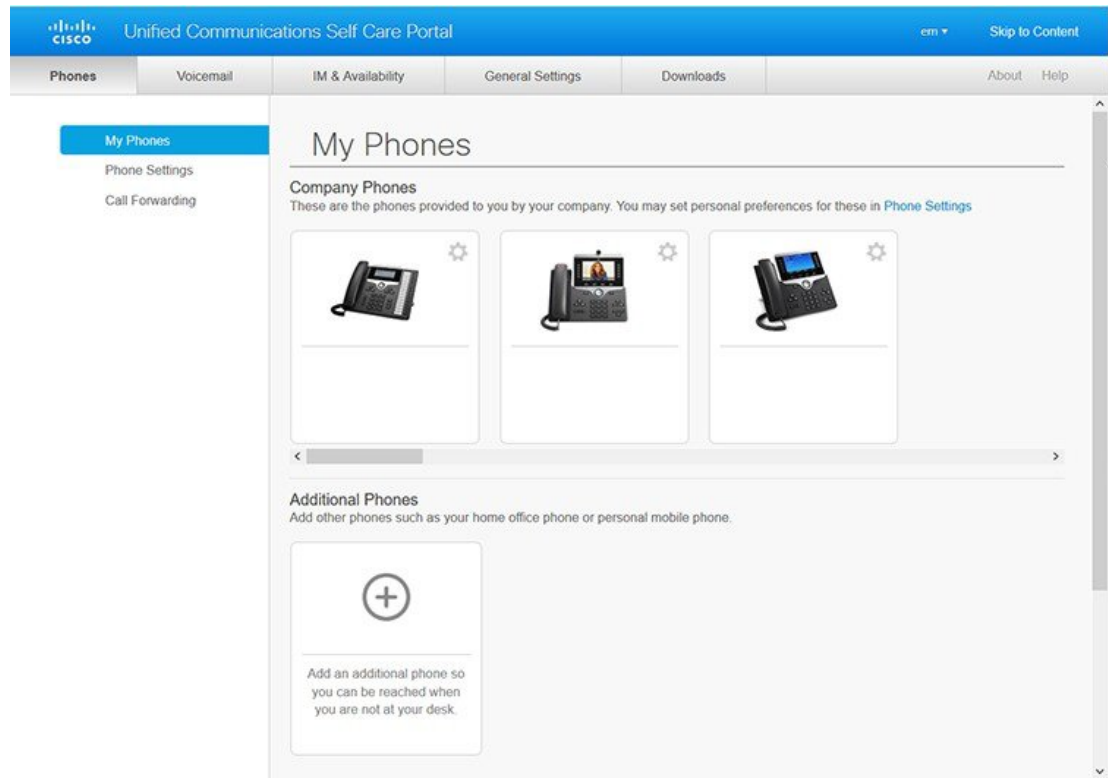 CISCO
Unified Communications Self Care Portal
em
Skip to Content
Phones
Voicemail
IM & Availability
General Settings
Downloads
About
Help
My Phones
Phone Settings
Call Forwarding
My Phones
Company Phones
These are the phones provided to you by your company. You may set personal preferences for these in Phone Settings
Additional Phones
Add other phones such as your home office phone or personal mobile phone.
Add an additional phone so
you can be reached when
you are not at your desk.